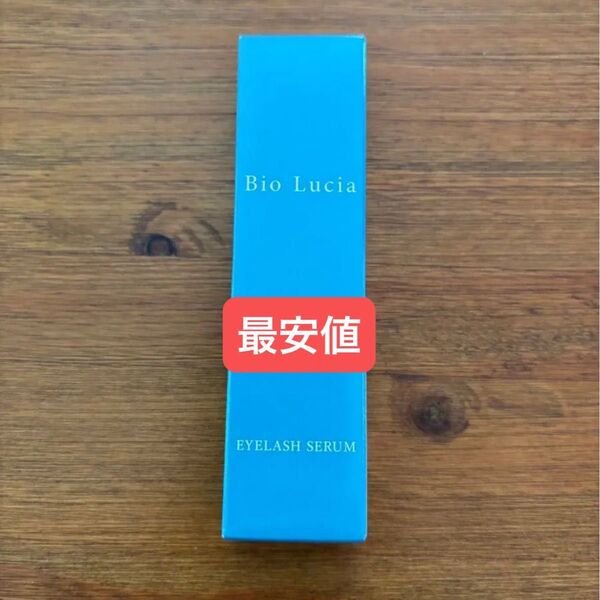 Bio Lucia
最安値
EYELASH SERUM